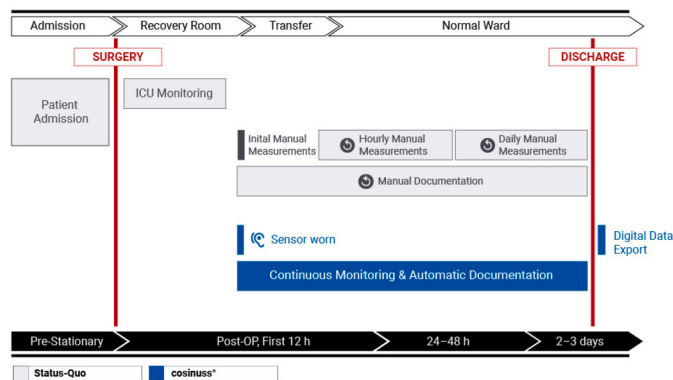 Admission
Recovery Room
Transfer
Normal Ward
SURGERY
DISCHARGE
Patient
Admission
ICU Monitoring
Inital Manual
Measurements
Hourly Manual
Measurements
Daily Manual
Measurements
Manual Documentation
Sensor worn
Digital Data
Export
Continuous Monitoring & Automatic Documentation
Pre-Stationary
Post-OP, First 12 h
24–48 h
2–3 days
Status-Quo
cosinuss°